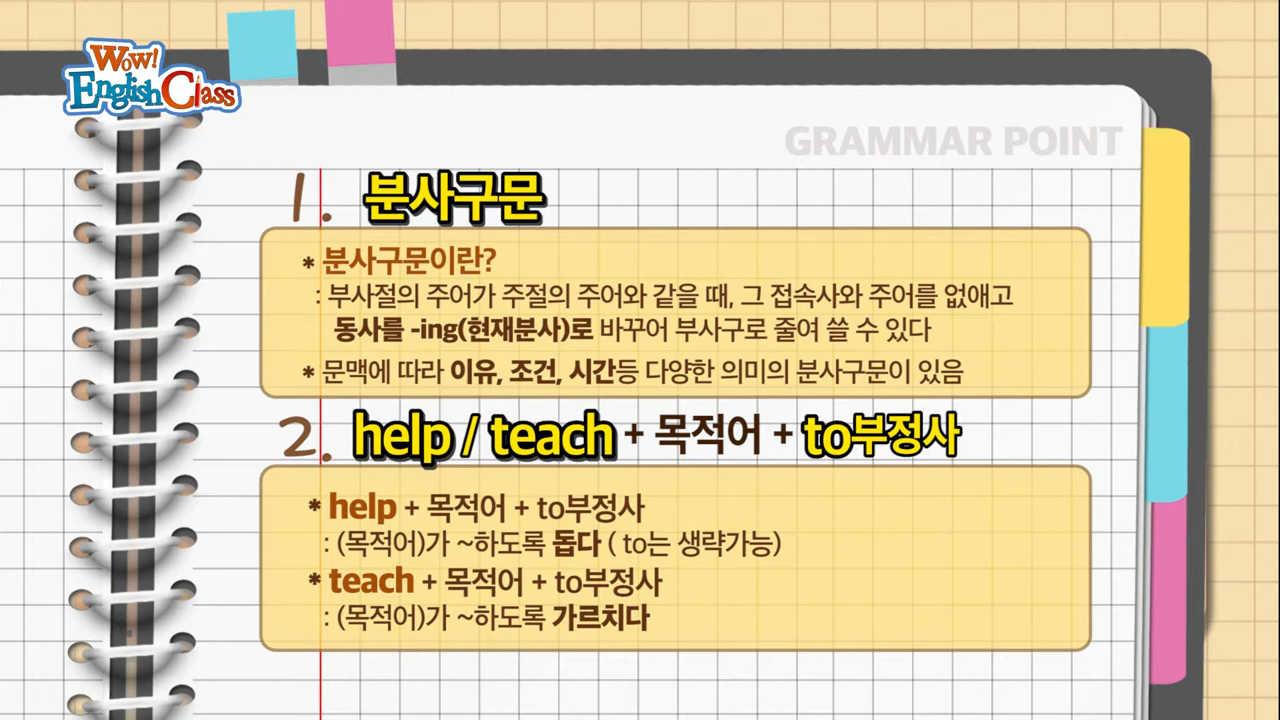 Wow!
English Class
GRAMMAR POINT
1. 분사구문
* 분사구문이란?
: 부사절의 주어가 주절의 주어와 같을 때, 그 접속사와 주어를 없애고
동사를 -ing(현재분사)로 바꾸어 부사구로 줄여 쓸 수 있다
* 문맥에 따라 이유, 조건, 시간등 다양한 의미의 분사구문이 있음
2. help / teach + 목적어 + to부정사
* help + 목적어 + to부정사
: (목적어)가 ~하도록 돕다 ( to는 생략가능)
* teach + 목적어 + to부정사
: (목적어)가 ~하도록 가르치다